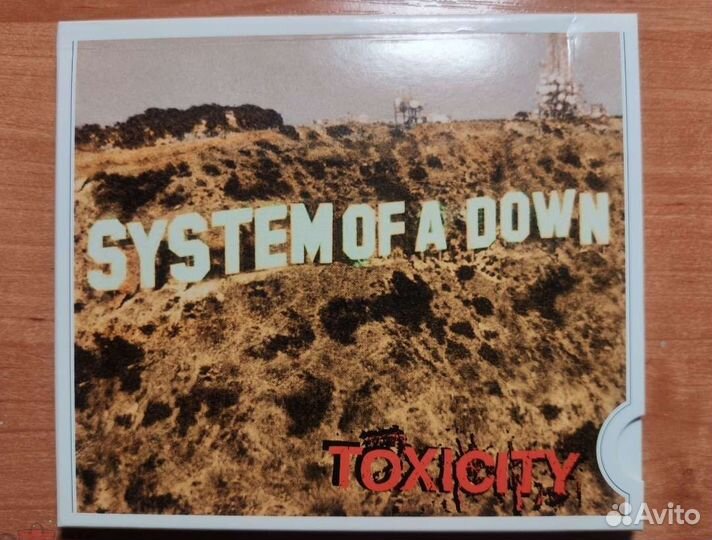 SYSTEM OF A DOWN
TOXICITY
Avito